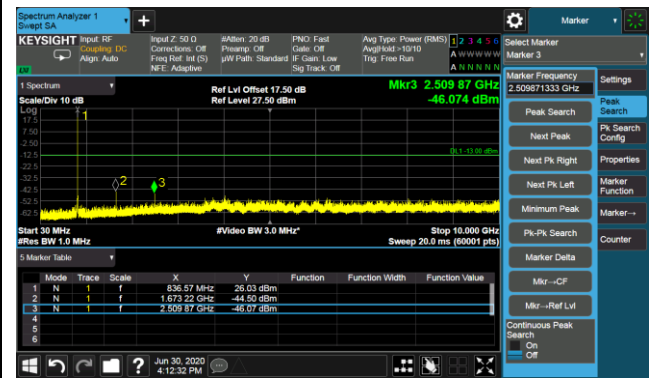 Spectrum Analyzer 1
Swept SA
+
Marker
KEYSIGHT
Input: RF
Coupling: DC
Align: Auto
Input Z: 50 Ω
Corrections: Off
Freq Ref: Int (S)
NFE: Adaptive
#Atten: 20 dB
Preamp: Off
µW Path: Standard
PNO: Fast
Gate: Off
IF Gain: Low
Sig Track: Off
Avg Type: Power (RMS)
Avg|Hold:>10/10
Trig: Free Run
1 2 3 4 5 6
A W W W W W
A N N N N N
Select Marker
Marker 3
1 Spectrum
Scale/Div 10 dB
Ref Lvl Offset 17.50 dB
Ref Level 27.50 dBm
Mkr3 2.509 87 GHz
-46.074 dBm
Log
17.5
7.50
-2.50
-12.5
-22.5
-32.5
-42.5
-52.5
-62.5
1
2
3
DL1 -13.00 dBm
Start 30 MHz
#Res BW 1.0 MHz
#Video BW 3.0 MHz*
Stop 10.000 GHz
Sweep 20.0 ms (60001 pts)
Marker Frequency
2.509871333 GHz
Peak Search
Next Peak
Next Pk Right
Next Pk Left
Minimum Peak
Pk-Pk Search
Marker Delta
Mkr→CF
Mkr→Ref Lvl
Continuous Peak
Search
On
Off
Settings
Peak
Search
Pk Search
Config
Properties
Marker
Function
Marker→
Counter
5 Marker Table
Mode Trace Scale X Y Function Function Width Function Value
1 N 1 f 836.57 MHz 26.03 dBm
2 N 1 f 1.673 22 GHz -44.50 dBm
3 N 1 f 2.509 87 GHz -46.07 dBm
4
5
6
?
Jun 30, 2020
4:12:32 PM